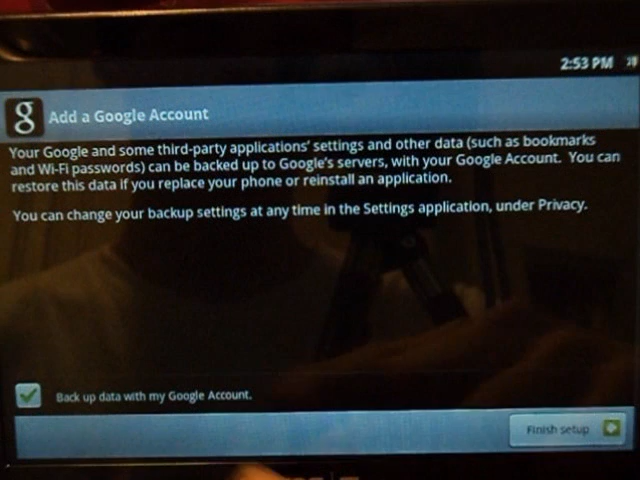 2:53 PM
g Add a Google Account
Your Google and some third-party applications' settings and other data (such as bookmarks
and Wi-Fi passwords) can be backed up to Google's servers, with your Google Account. You can
restore this data if you replace your phone or reinstall an application.
You can change your backup settings at any time in the Settings application, under Privacy.
Back up data with my Google Account.
Finish setup